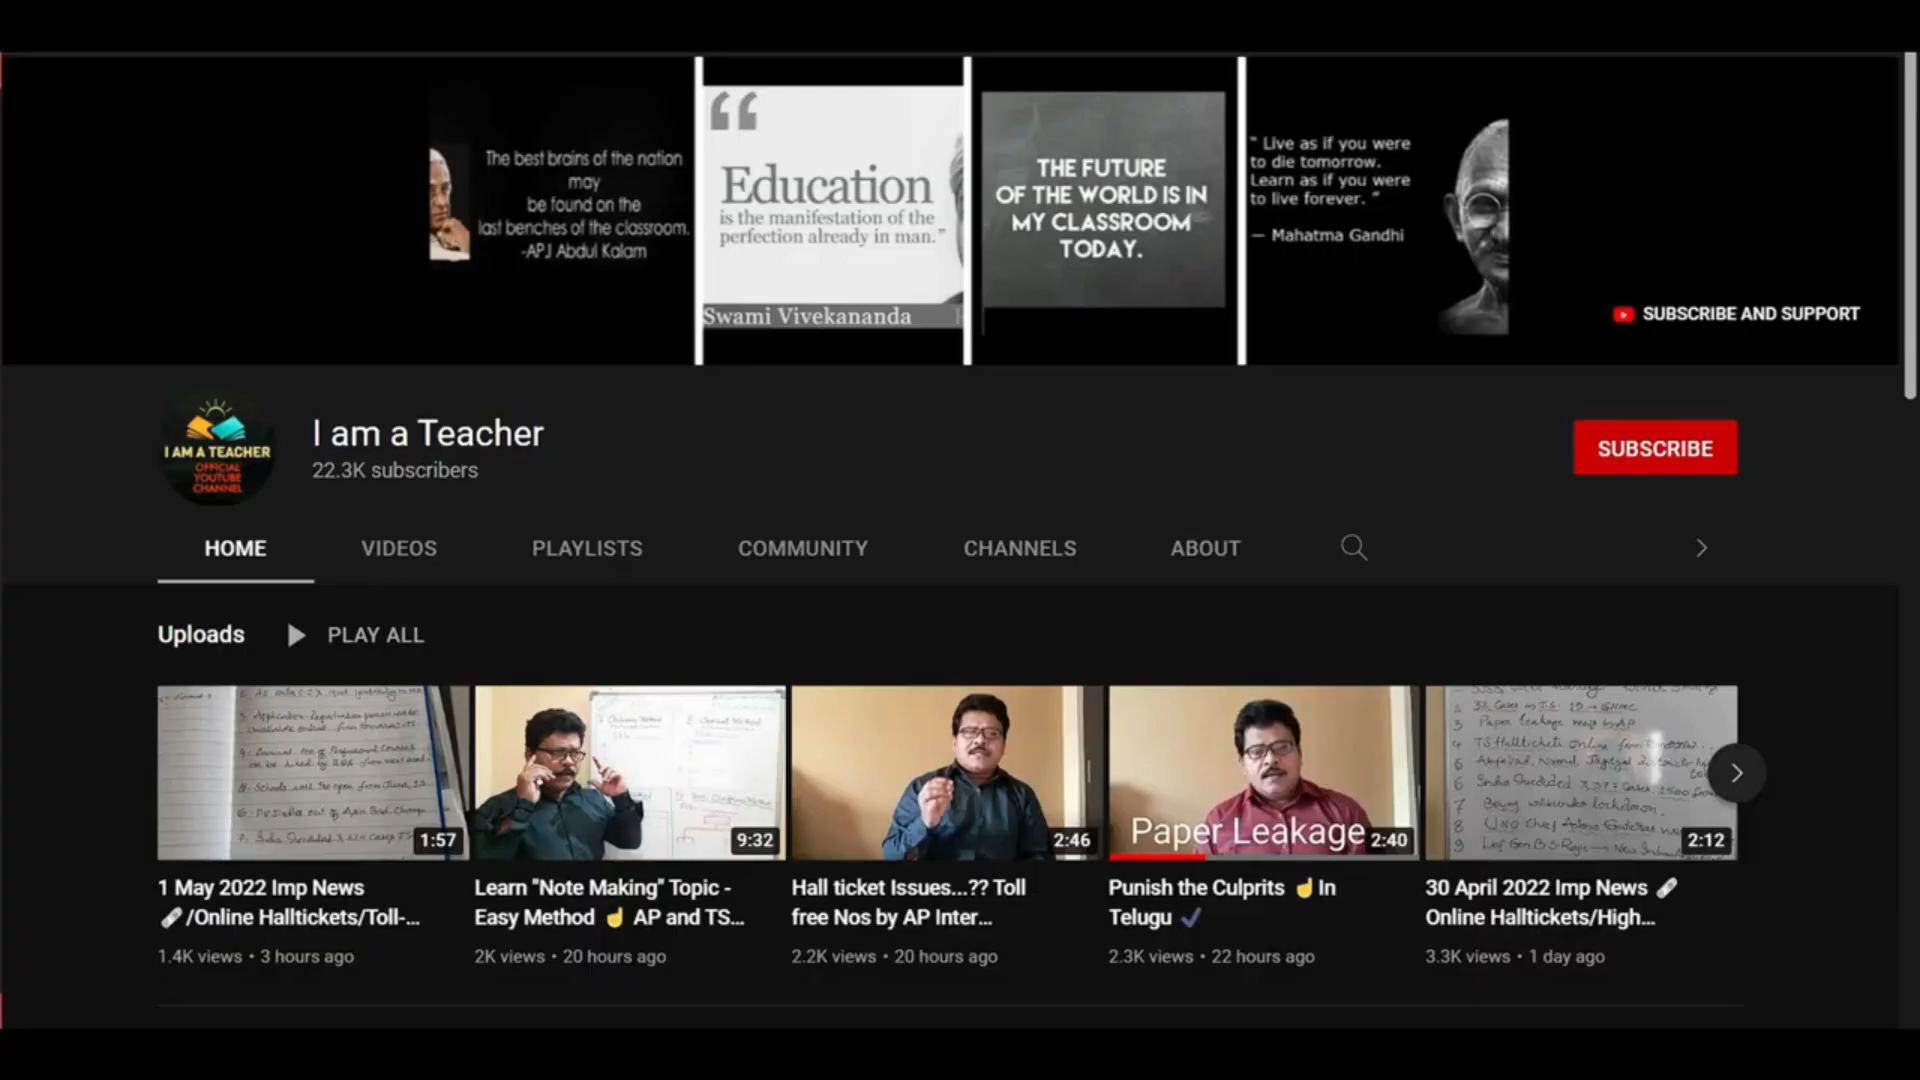 The best brains of the nation
may
be found on the
last benches of the classroom.
-APJ Abdul Kalam
“
Education
is the manifestation of the
perfection already in man.”
Swami Vivekananda
THE FUTURE
OF THE WORLD IS IN
MY CLASSROOM
TODAY.
“ Live as if you were
to die tomorrow.
Learn as if you were
to live forever. ”
— Mahatma Gandhi
SUBSCRIBE AND SUPPORT
I AM A TEACHER
OFFICIAL
YOUTUBE
CHANNEL
I am a Teacher
22.3K subscribers
SUBSCRIBE
HOME VIDEOS PLAYLISTS COMMUNITY CHANNELS ABOUT
Uploads PLAY ALL
1:57
9:32
2:46
Paper Leakage 2:40
2:12
1 May 2022 Imp News
🩹/Online Halltickets/Toll-...
1.4K views • 3 hours ago
Learn "Note Making" Topic -
Easy Method ☝ AP and TS...
2K views • 20 hours ago
Hall ticket Issues...?? Toll
free Nos by AP Inter...
2.2K views • 20 hours ago
Punish the Culprits ☝In
Telugu ✔
2.3K views • 22 hours ago
30 April 2022 Imp News 🩹
Online Halltickets/High...
3.3K views • 1 day ago